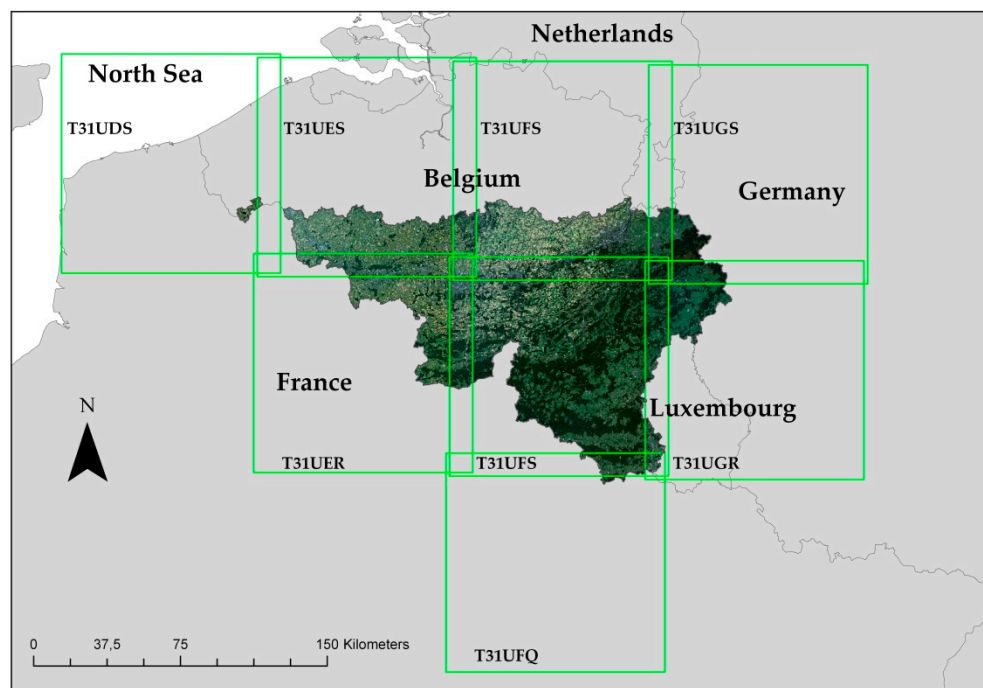 Netherlands
North Sea
T31UDS
T31UES
T31UFS
T31UGS
Belgium
Germany
France
Luxembourg
N
T31UER
T31UFS
T31UGR
0 37,5 75 150 Kilometers
T31UFQ